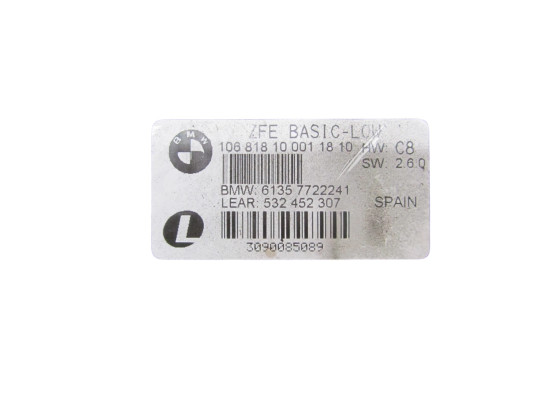 ZFE BASIC-LOW
106 818 10 001 18 10 HW: C8
SW: 2.6.0
BMW
BMW: 6135 7722241
LEAR: 532 452 307 SPAIN
L
3090085089